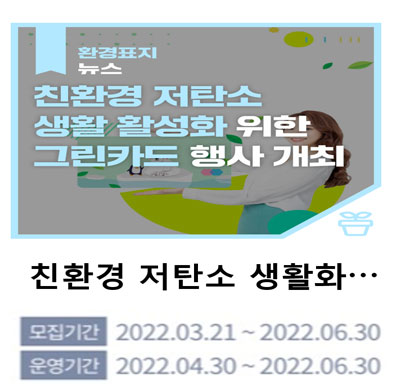 환경표지
뉴스
친환경 저탄소
생활 활성화 위한
그린카드 행사 개최
친환경 저탄소 생활화…
모집기간 2022.03.21 ~ 2022.06.30
운영기간 2022.04.30 ~ 2022.06.30